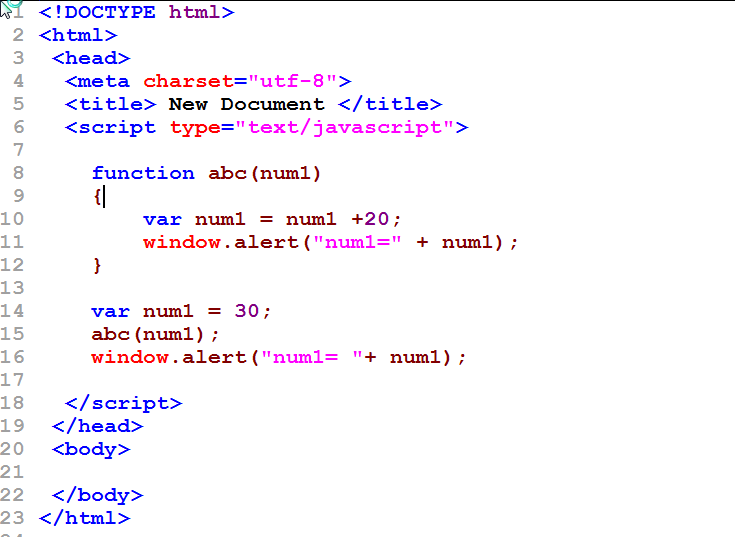 1 <!DOCTYPE html>
2 <html>
3  <head>
4   <meta charset="utf-8">
5   <title> New Document </title>
6   <script type="text/javascript">
7
8     function abc(num1)
9     {
10         var num1 = num1 +20;
11         window.alert("num1=" + num1);
12     }
13
14     var num1 = 30;
15     abc(num1);
16     window.alert("num1= "+ num1);
17
18   </script>
19  </head>
20  <body>
21
22  </body>
23 </html>